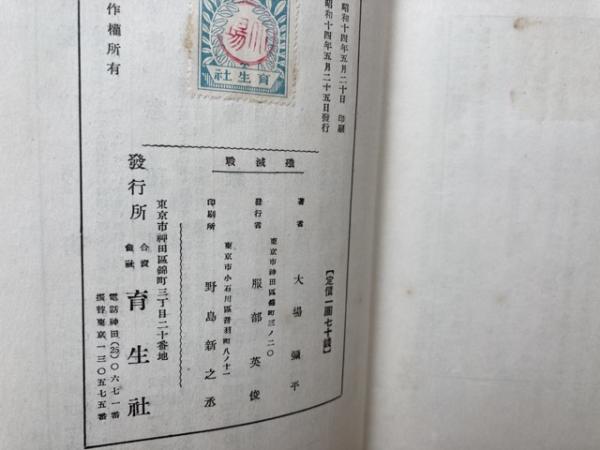 昭和十四年五月二十日 印刷
昭和十四年五月二十五日發行
作權所有
育生社
殲滅戰
【定價一圓七十錢】
著者 大場彌平
東京市神田區錦町三ノ二〇
發行者 服部英俊
東京市小石川區音羽町八ノ十一
印刷所 野島新之丞
東京市神田區錦町三丁目二十番地
發行所 合資會社 育生社
電話神田(25)〇六七一番
振替東京一三〇五七五番